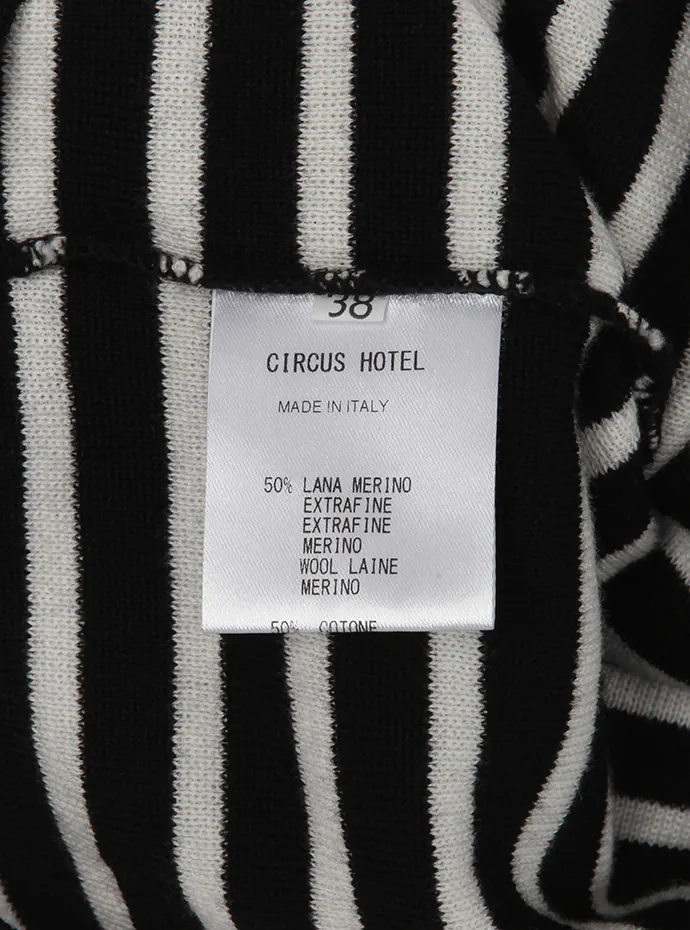 38
CIRCUS HOTEL
MADE IN ITALY
50% LANA MERINO
EXTRAFINE
EXTRAFINE
MERINO
WOOL LAINE
MERINO
50% COTONE